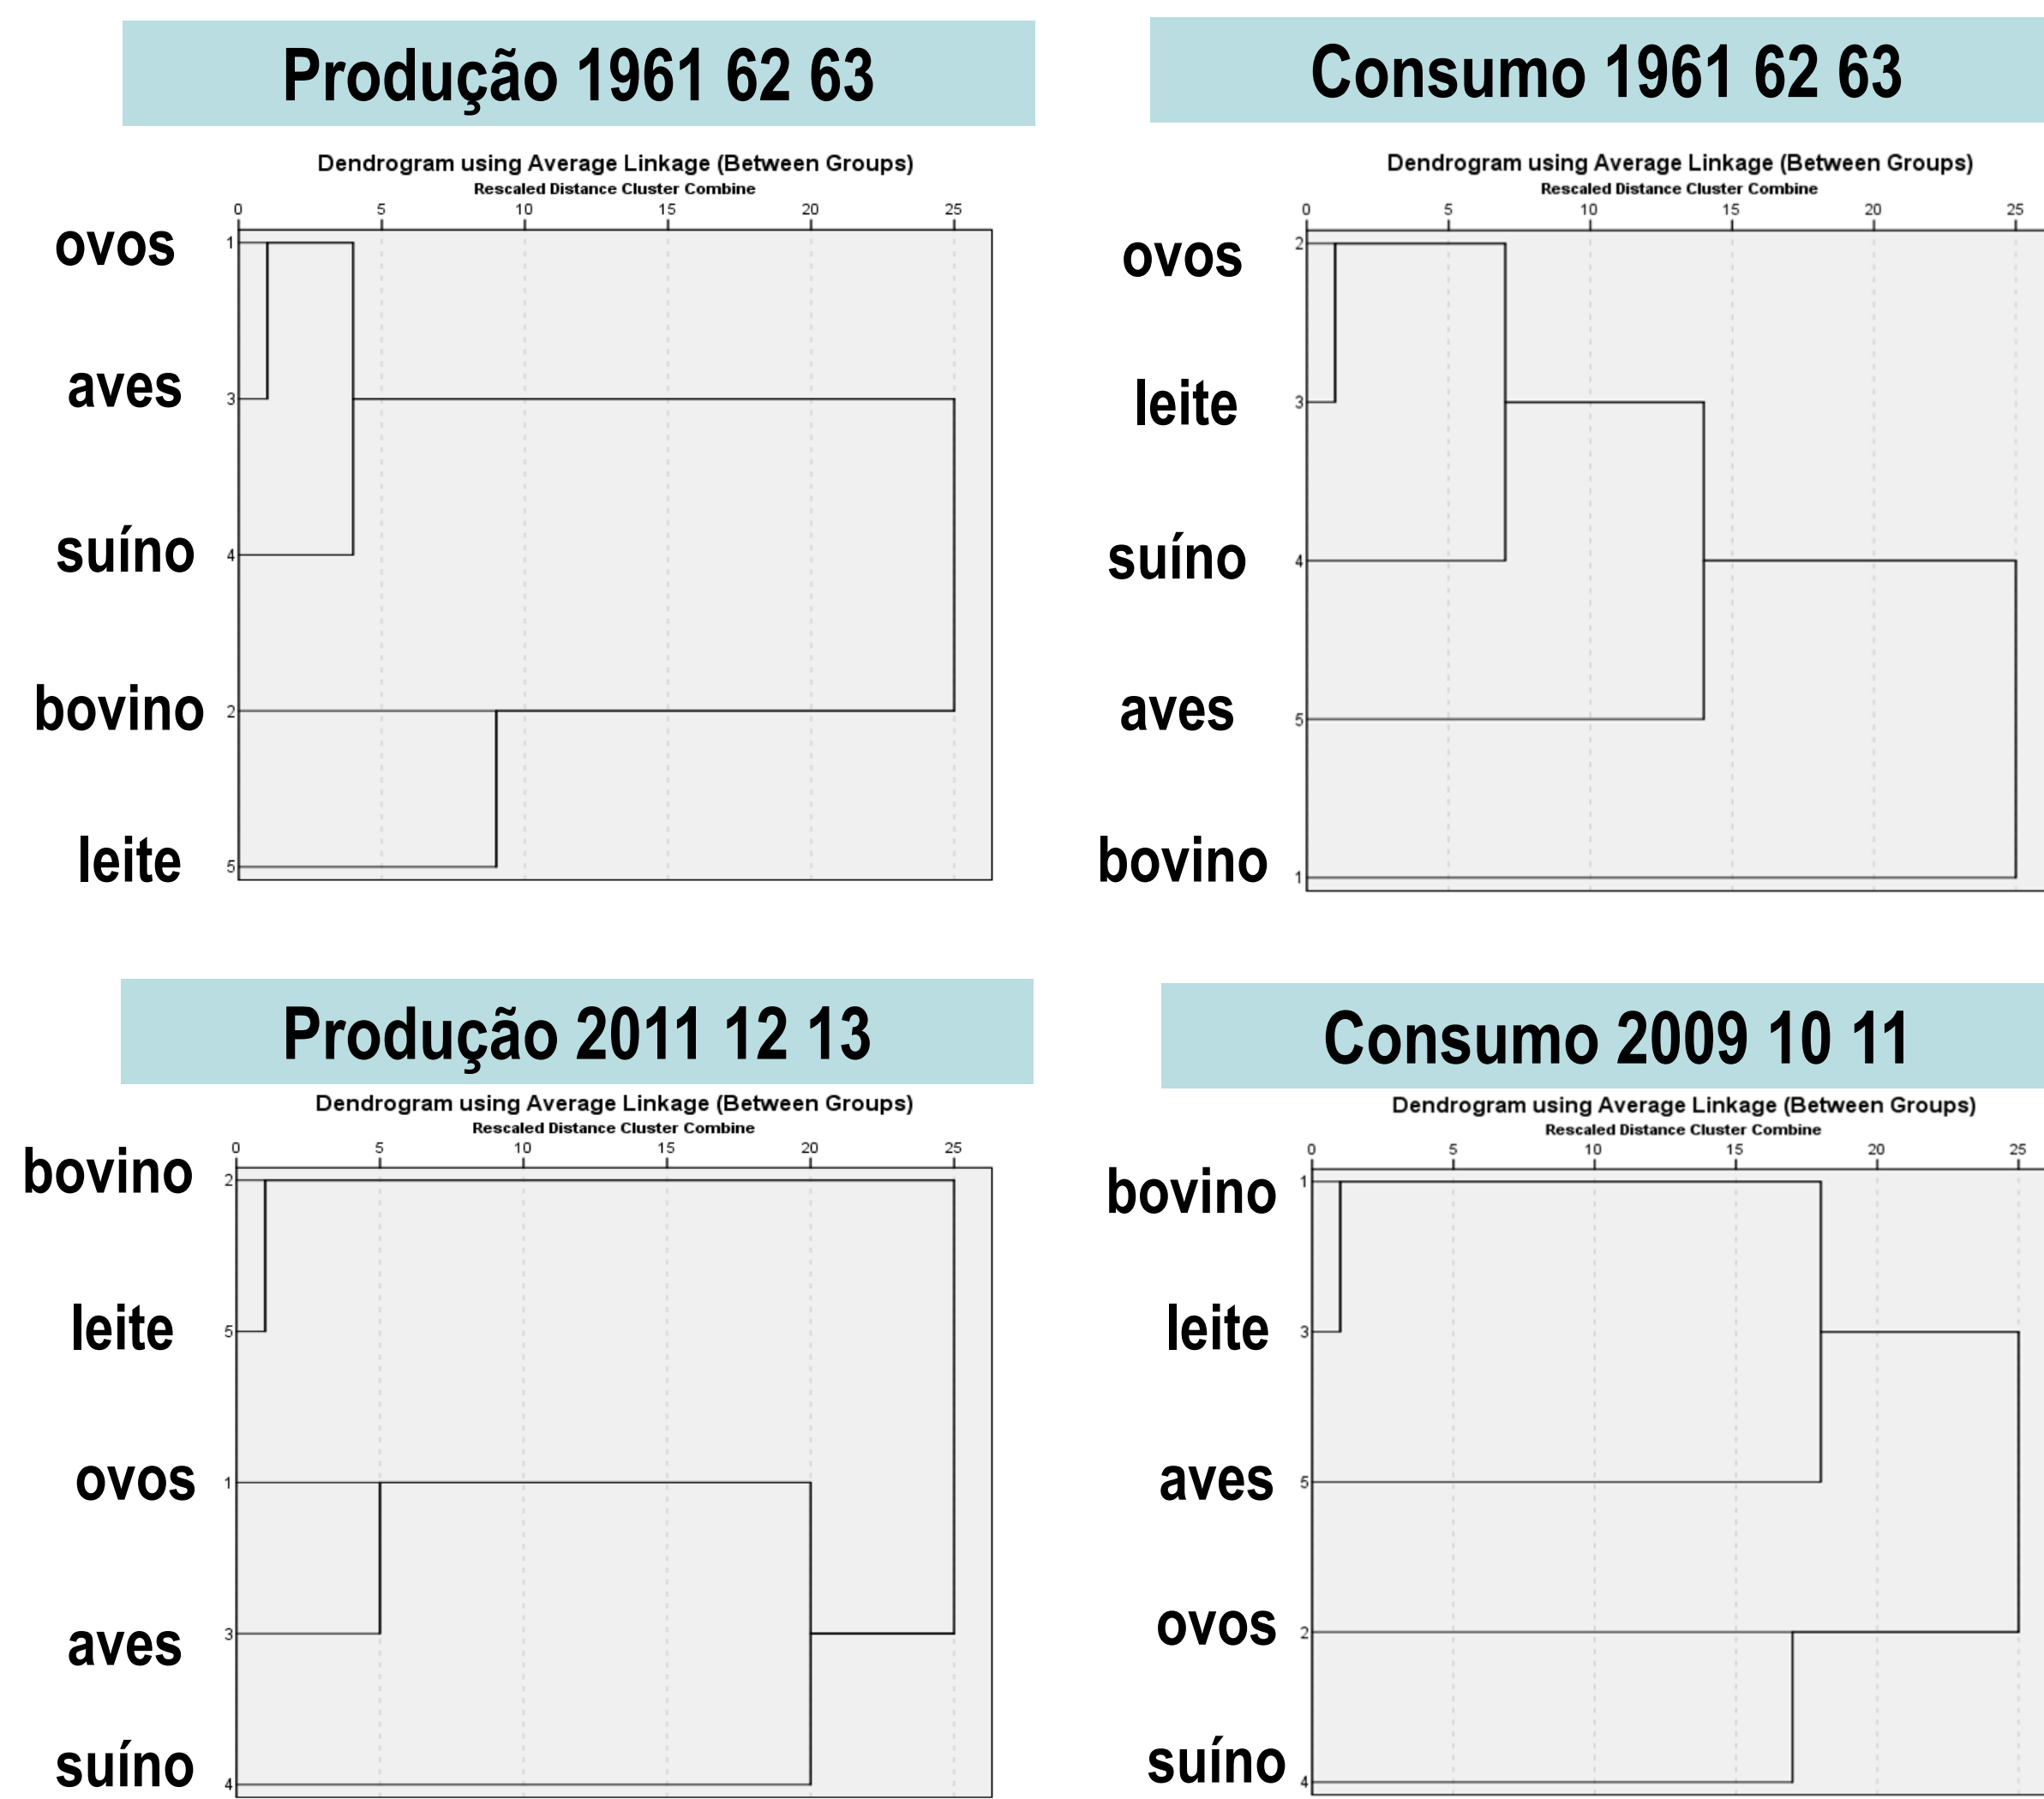 Produção 1961 62 63
Dendrogram using Average Linkage (Between Groups)
Rescaled Distance Cluster Combine
0 5 10 15 20 25
ovos 1
aves 3
suíno 4
bovino 2
leite 5
Consumo 1961 62 63
Dendrogram using Average Linkage (Between Groups)
Rescaled Distance Cluster Combine
0 5 10 15 20 25
ovos 2
leite 3
suíno 4
aves 5
bovino 1
Produção 2011 12 13
Dendrogram using Average Linkage (Between Groups)
Rescaled Distance Cluster Combine
0 5 10 15 20 25
bovino 2
leite 5
ovos 1
aves 3
suíno 4
Consumo 2009 10 11
Dendrogram using Average Linkage (Between Groups)
Rescaled Distance Cluster Combine
0 5 10 15 20 25
bovino 1
leite 3
aves 5
ovos 2
suíno 4